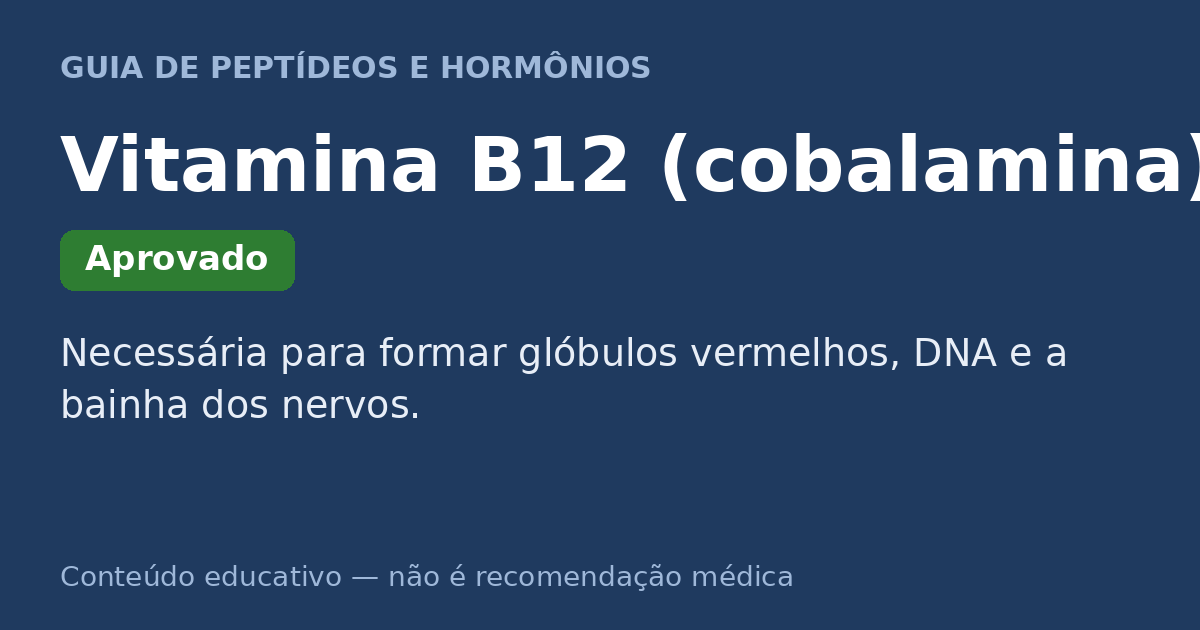 GUIA DE PEPTÍDEOS E HORMÔNIOS
Vitamina B12 (cobalamina)
Aprovado
Necessária para formar glóbulos vermelhos, DNA e a
bainha dos nervos.
Conteúdo educativo — não é recomendação médica